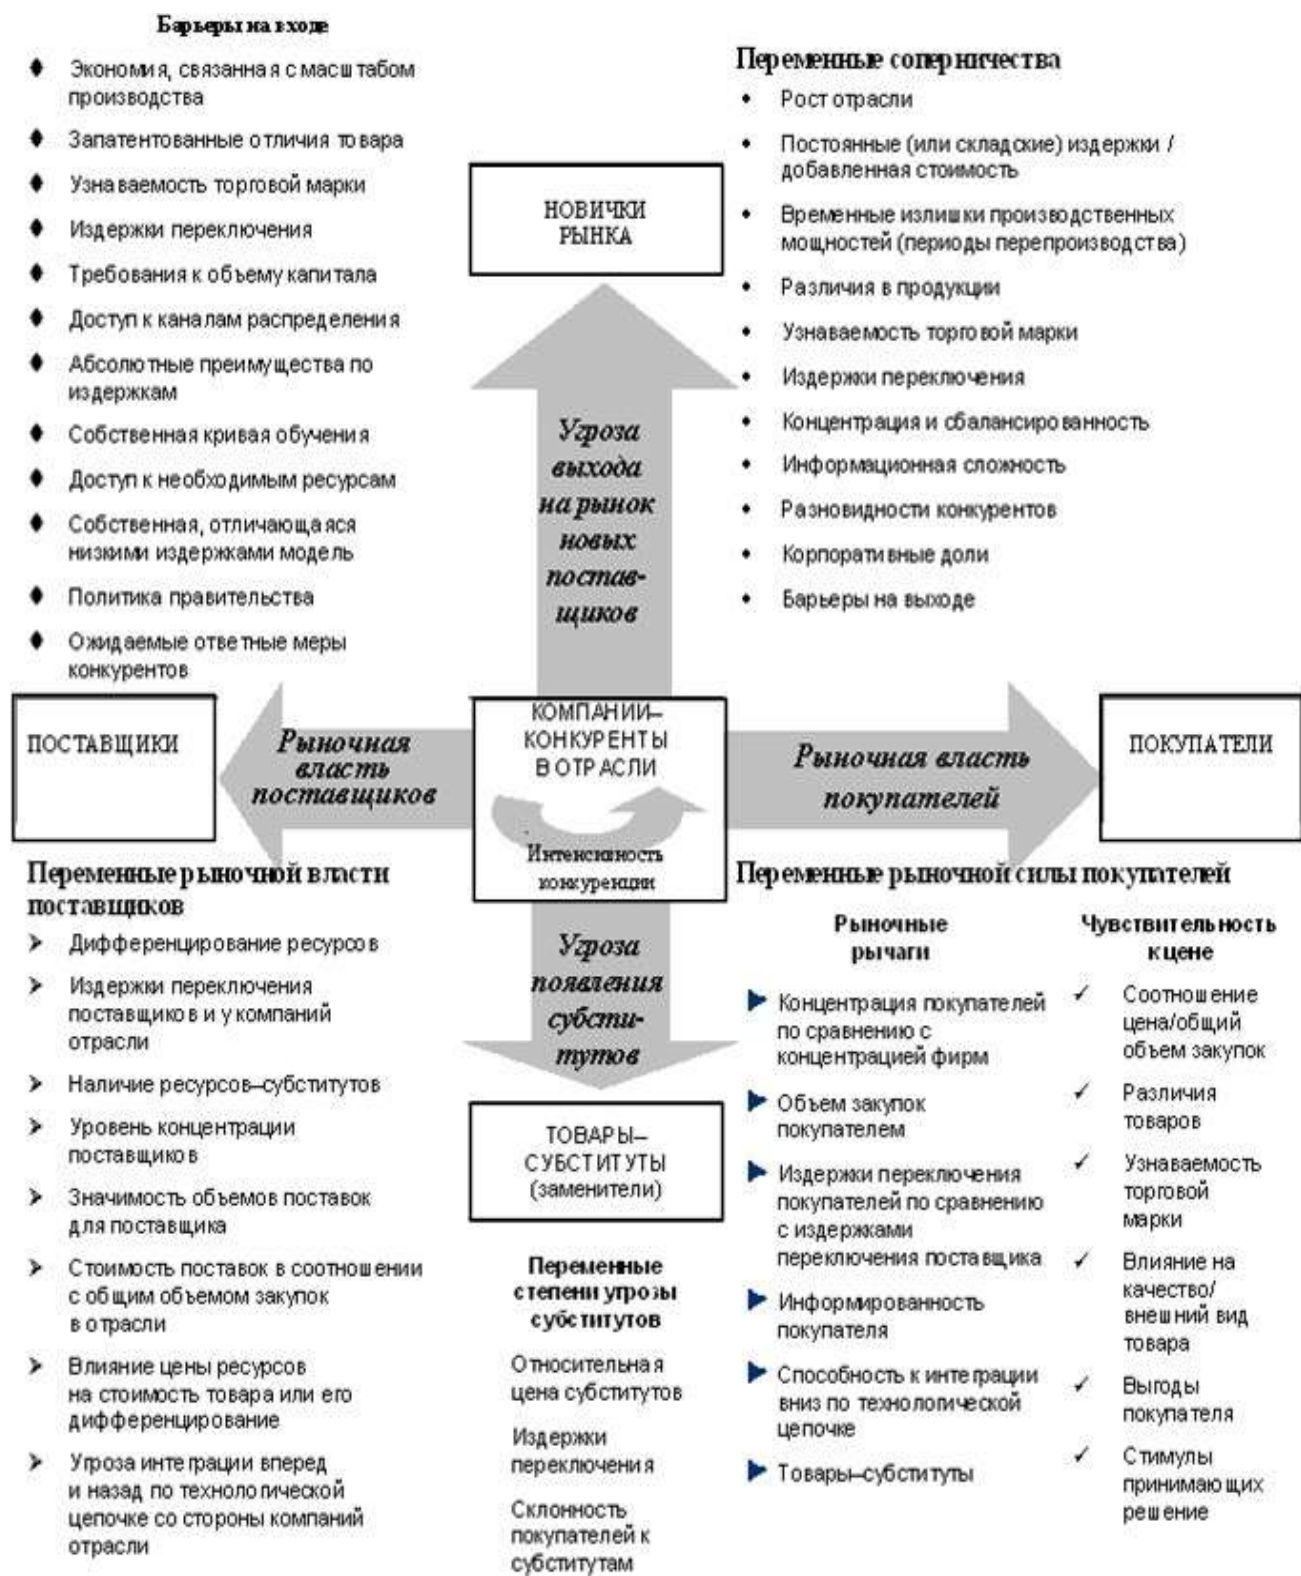 Барьеры на входе
Экономия, связанная с масштабом
производства
Запатентованные отличия товара
Узнаваемость торговой марки
Издержки переключения
Требования к объему капитала
Доступ к каналам распределения
Абсолютные преимущества по
издержкам
Собственная кривая обучения
Доступ к необходимым ресурсам
Собственная, отличающаяся
низкими издержками модель
Политика правительства
Ожидаемые ответные меры
конкурентов
НОВИЧКИ
РЫНКА
Угроза
выхода
на рынок
новых
постав-
щиков
Переменные соперничества
Рост отрасли
Постоянные (или складские) издержки /
добавленная стоимость
Временные излишки производственных
мощностей (периоды перепроизводства)
Различия в продукции
Узнаваемость торговой марки
Издержки переключения
Концентрация и сбалансированность
Информационная сложность
Разновидности конкурентов
Корпоративные доли
Барьеры на выходе
ПОСТАВЩИКИ
Рыночная
власть
поставщиков
КОМПАНИИ–
КОНКУРЕНТЫ
В ОТРАСЛИ
Интенсивность
конкуренции
Рыночная власть
покупателей
ПОКУПАТЕЛИ
Переменные рыночной власти
поставщиков
Дифференцирование ресурсов
Издержки переключения
поставщиков и у компаний
отрасли
Наличие ресурсов–субститутов
Уровень концентрации
поставщиков
Значимость объемов поставок
для поставщика
Стоимость поставок в соотношении
с общим объемом закупок
в отрасли
Влияние цены ресурсов
на стоимость товара или его
дифференцирование
Угроза интеграции вперед
и назад по технологической
цепочке со стороны компаний
отрасли
Угроза
появления
субсти-
тутов
ТОВАРЫ–
СУБСТИТУТЫ
(заменители)
Переменные
степени угрозы
субститутов
Относительная
цена субститутов
Издержки
переключения
Склонность
покупателей к
субститутам
Переменные рыночной силы покупателей
Рыночные
рычаги
Концентрация покупателей
по сравнению с
концентрацией фирм
Объем закупок
покупателем
Издержки переключения
покупателей по сравнению
с издержками
переключения поставщика
Информированность
покупателя
Способность к интеграции
вниз по технологической
цепочке
Товары–субституты
Чувствительность
к цене
Соотношение
цена/общий
объем закупок
Различия
товаров
Узнаваемость
торговой
марки
Влияние на
качество/
внешний вид
товара
Выгоды
покупателя
Стимулы
принимающих
решение